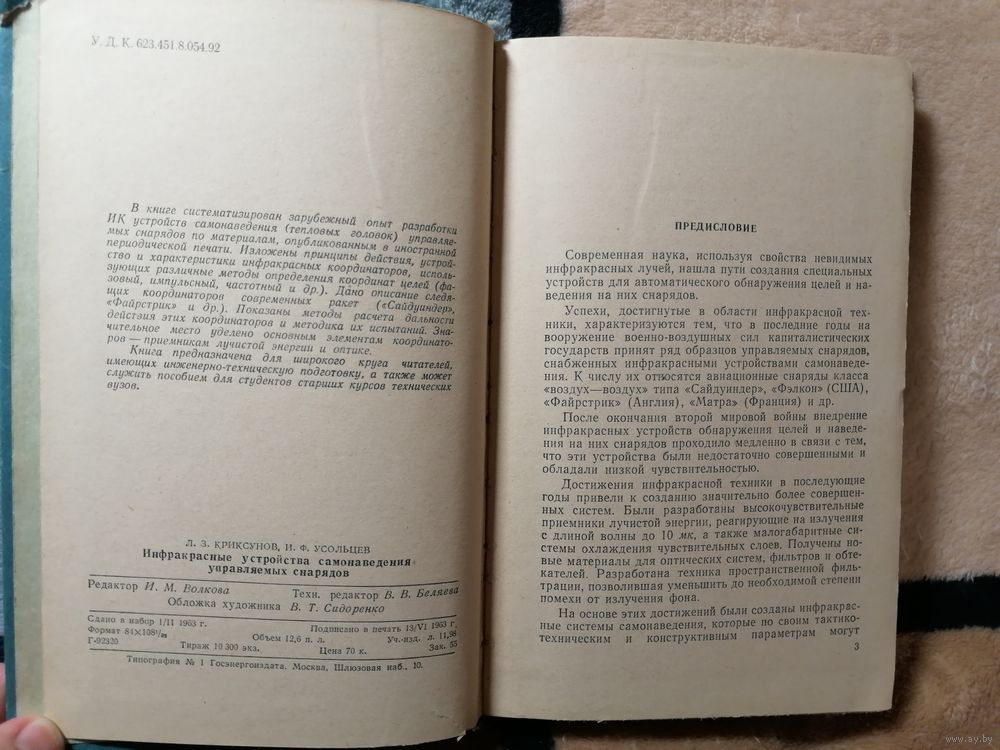 У. Д. К. 623.451.8.054.92
В книге систематизирован зарубежный опыт разработки
ИК устройств самонаведения (тепловых головок) управляе-
мых снарядов по материалам, опубликованным в иностранной
периодической печати. Изложены принципы действия, устрой-
ство и характеристики инфракрасных координаторов, исполь-
зующих различные методы определения координат целей (фа-
зовый, импульсный, частотный и др.). Дано описание следя-
щих координаторов современных ракет («Сайдуиндер»,
«Файрстрик» и др.). Показаны методы расчета дальности
действия этих координаторов и методика их испытаний. Зна-
чительное место уделено основным элементам координато-
ров — приемникам лучистой энергии и оптике.
Книга предназначена для широкого круга читателей,
имеющих инженерно-техническую подготовку, а также может
служить пособием для студентов старших курсов технических
вузов.
Л. З. КРИКСУНОВ, И. Ф. УСОЛЬЦЕВ
Инфракрасные устройства самонаведения
управляемых снарядов
Редактор И. М. Волкова Техн. редактор В. В. Беляева
Обложка художника В. Т. Сидоренко
Сдано в набор 1/II 1963 г. Подписано в печать 13/VI 1963 г.
Формат 84×108¹/₃₂ Объем 12,6 п. л. Уч.-изд. л. 11,98
Г-92320 Тираж 10 300 экз. Цена 70 к. Зак. 55
Типография № 1 Госэнергоиздата. Москва, Шлюзовая наб., 10.
ПРЕДИСЛОВИЕ
Современная наука, используя свойства невидимых
инфракрасных лучей, нашла пути создания специальных
устройств для автоматического обнаружения целей и на-
ведения на них снарядов.
Успехи, достигнутые в области инфракрасной тех-
ники, характеризуются тем, что в последние годы на
вооружение военно-воздушных сил капиталистических
государств принят ряд образцов управляемых снарядов,
снабженных инфракрасными устройствами самонаведе-
ния. К числу их относятся авиационные снаряды класса
«воздух—воздух» типа «Сайдуиндер», «Фэлкон» (США),
«Файрстрик» (Англия), «Матра» (Франция) и др.
После окончания второй мировой войны внедрение
инфракрасных устройств обнаружения целей и наведе-
ния на них снарядов проходило медленно в связи с тем,
что эти устройства были недостаточно совершенными и
обладали низкой чувствительностью.
Достижения инфракрасной техники в последующие
годы привели к созданию значительно более совершен-
ных систем. Были разработаны высокочувствительные
приемники лучистой энергии, реагирующие на излучения
с длиной волны до 10 мк, а также малогабаритные си-
стемы охлаждения чувствительных слоев. Получены но-
вые материалы для оптических систем, фильтров и обте-
кателей. Разработана техника пространственной филь-
трации, позволившая уменьшить до необходимой степени
помехи от излучения фона.
На основе этих достижений были созданы инфракрас-
ные системы самонаведения, которые по своим тактико-
техническим и конструктивным параметрам могут
3
www.ay.by